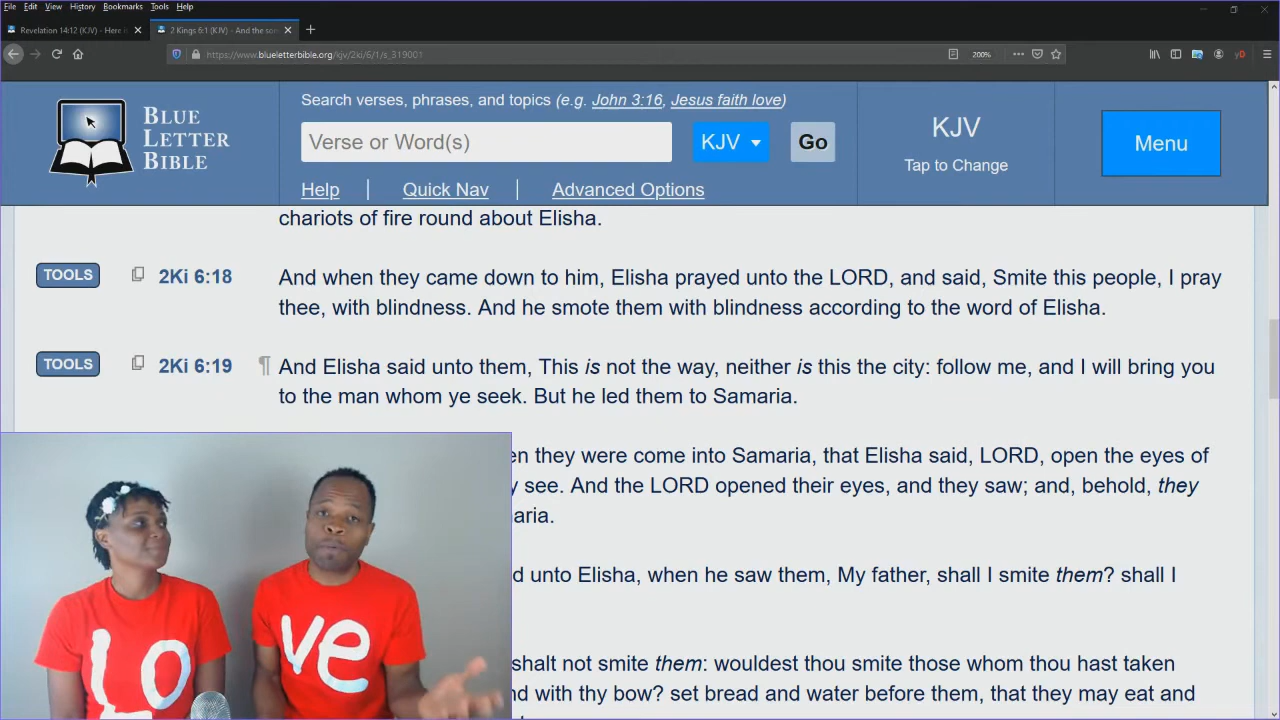 File Edit View History Bookmarks Tools Help
Revelation 14:12 (KJV) - Here i
2 Kings 6:1 (KJV) - And the son
https://www.blueletterbible.org/kjv/2ki/6/1/s_319001
200%
BLUE
LETTER
BIBLE
Search verses, phrases, and topics (e.g. John 3:16, Jesus faith love)
Verse or Word(s)
KJV
Go
KJV
Tap to Change
Menu
Help | Quick Nav | Advanced Options
chariots of fire round about Elisha.
TOOLS 2Ki 6:18 And when they came down to him, Elisha prayed unto the LORD, and said, Smite this people, I pray
thee, with blindness. And he smote them with blindness according to the word of Elisha.
TOOLS 2Ki 6:19 ¶ And Elisha said unto them, This is not the way, neither is this the city: follow me, and I will bring you
to the man whom ye seek. But he led them to Samaria.
en they were come into Samaria, that Elisha said, LORD, open the eyes of
y see. And the LORD opened their eyes, and they saw; and, behold, they
aria.
d unto Elisha, when he saw them, My father, shall I smite them? shall I
shalt not smite them: wouldest thou smite those whom thou hast taken
nd with thy bow? set bread and water before them, that they may eat and
Lo
ve